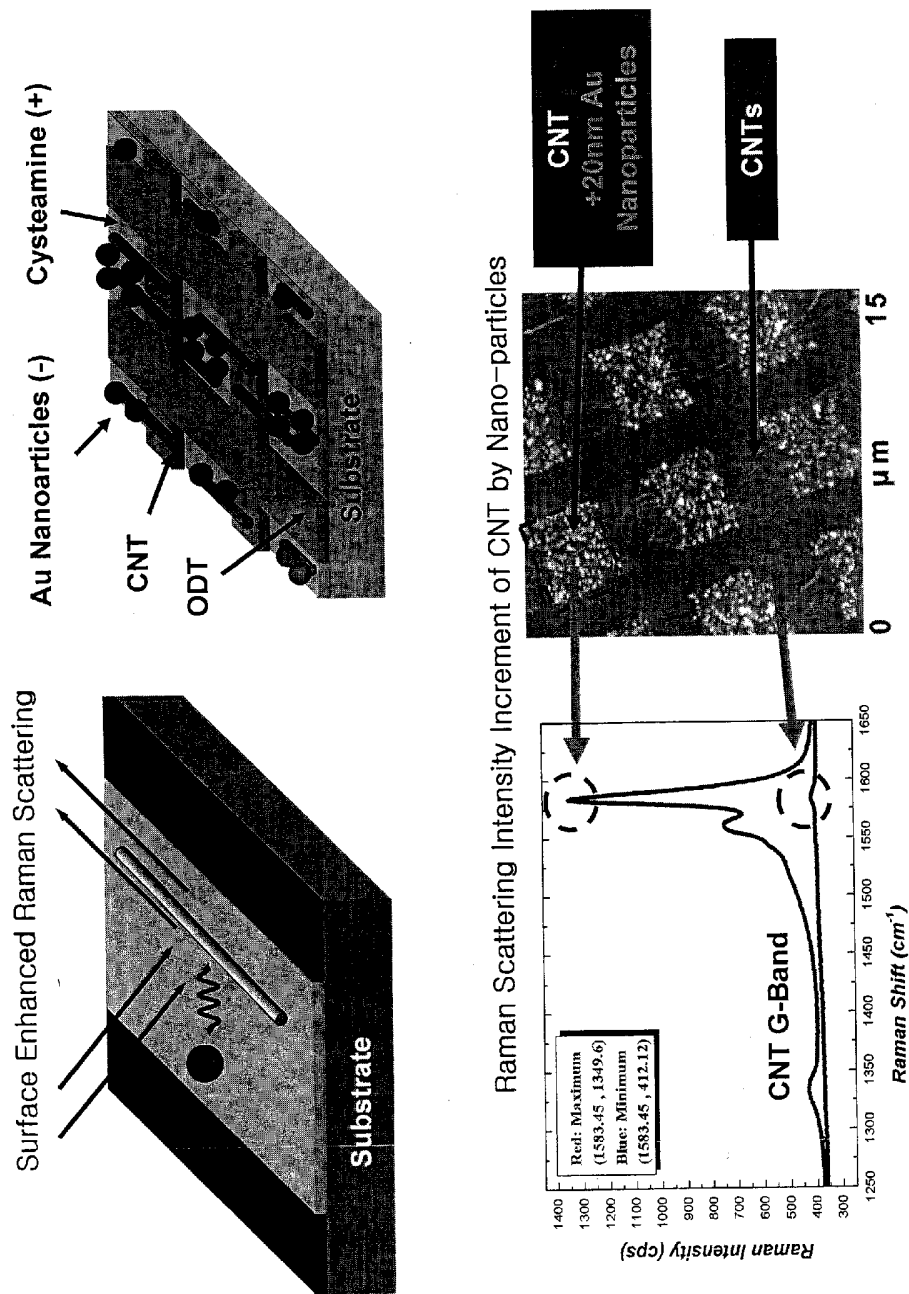 Surface Enhanced Raman Scattering
Substrate
Au Nanoarticles (-)
Cysteamine (+)
CNT
ODT
Substrate
Raman Scattering Intensity Increment of CNT by Nano-particles
1400
1300
1200
1100
1000
900
800
700
600
500
400
300
Raman Intensity (cps)
Red: Maximum
(1583.45 , 1349.6)
Blue: Minimum
(1583.45 , 412.12)
CNT G-Band
1250
1300
1350
1400
1450
1500
1550
1600
1650
Raman Shift (cm⁻¹)
0
μm
15
CNT
+20nm Au
Nanoparticles
CNTs